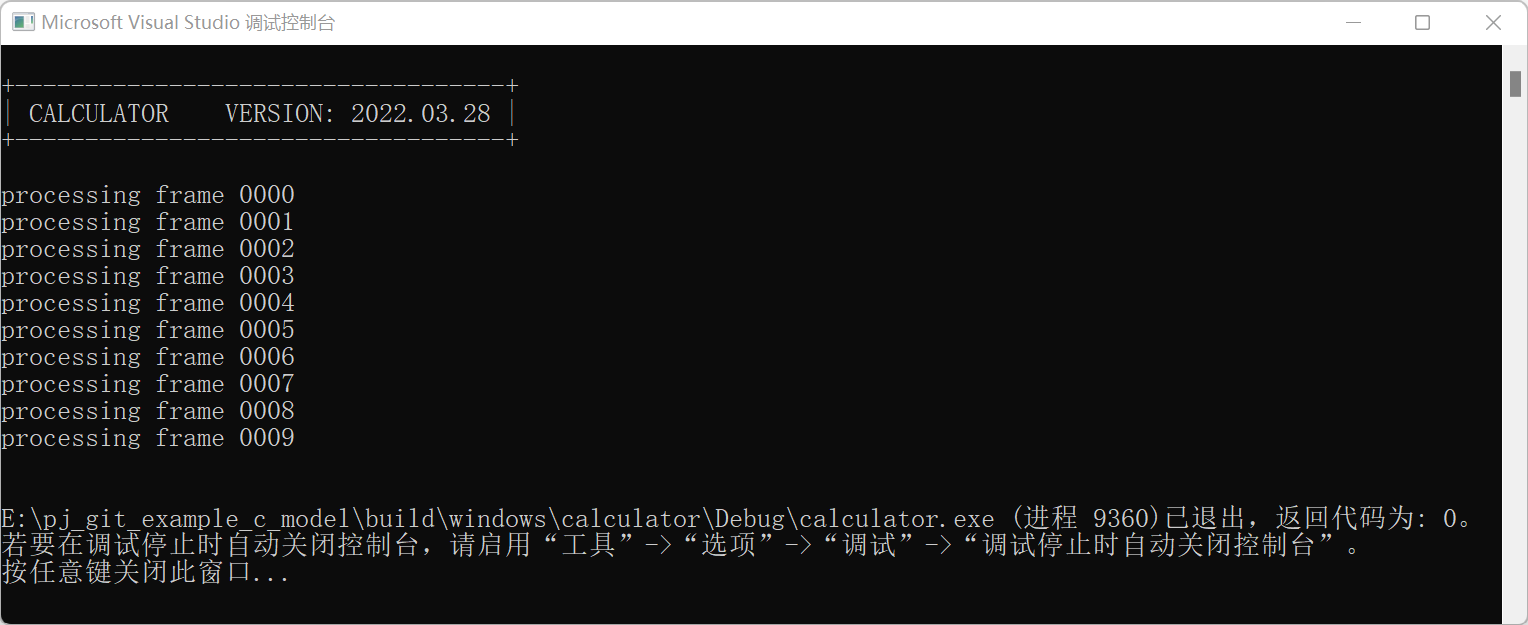 Microsoft Visual Studio 调试控制台
+-----------------------------------+
| CALCULATOR    VERSION: 2022.03.28 |
+-----------------------------------+
processing frame 0000
processing frame 0001
processing frame 0002
processing frame 0003
processing frame 0004
processing frame 0005
processing frame 0006
processing frame 0007
processing frame 0008
processing frame 0009
E:\pj_git_example_c_model\build\windows\calculator\Debug\calculator.exe (进程 9360)已退出，返回代码为: 0。
若要在调试停止时自动关闭控制台，请启用“工具”->“选项”->“调试”->“调试停止时自动关闭控制台”。
按任意键关闭此窗口...